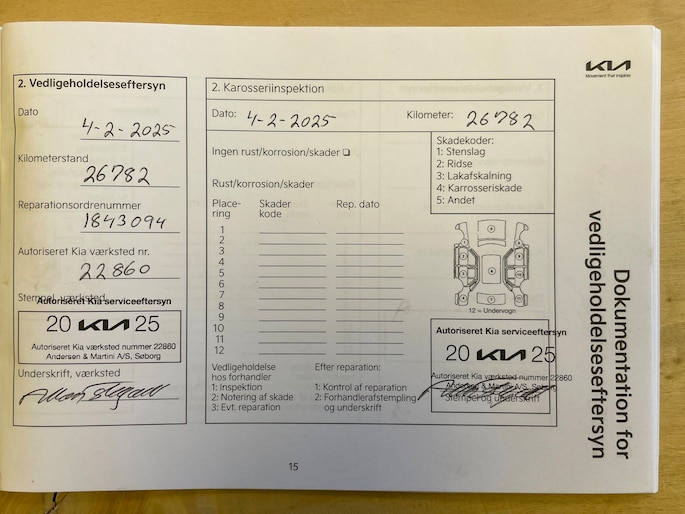 KIA
Movement that inspires
2. Vedligeholdelseseftersyn
Dato
4-2-2025
Kilometerstand
26782
Reparationsordrenummer
1843094
Autoriseret Kia værksted nr.
22860
Stempel, værksted
Autoriseret Kia serviceeftersyn
20 KIA 25
Autoriseret Kia værksted nummer 22860
Andersen & Martini A/S, Søborg
Underskrift, værksted
2. Karosseriinspektion
Dato: 4-2-2025
Kilometer: 26782
Ingen rust/korrosion/skader
Rust/korrosion/skader
Skadekoder:
1: Stenslag
2: Ridse
3: Lakafskalning
4: Karrosseriskade
5: Andet
Place-
ring
Skader
kode
Rep. dato
1
2
3
4
5
6
7
8
9
10
11
12
12 = Undervogn
Vedligeholdelse
hos forhandler
1: Inspektion
2: Notering af skade
3: Evt. reparation
Efter reparation:
1: Kontrol af reparation
2: Forhandlerafstempling
og underskrift
Autoriseret Kia serviceeftersyn
20 KIA 25
Autoriseret Kia værksted nummer 22860
Andersen & Martini A/S, Søborg
Stempel og underskrift
Dokumentation for
vedligeholdelseseftersyn
15